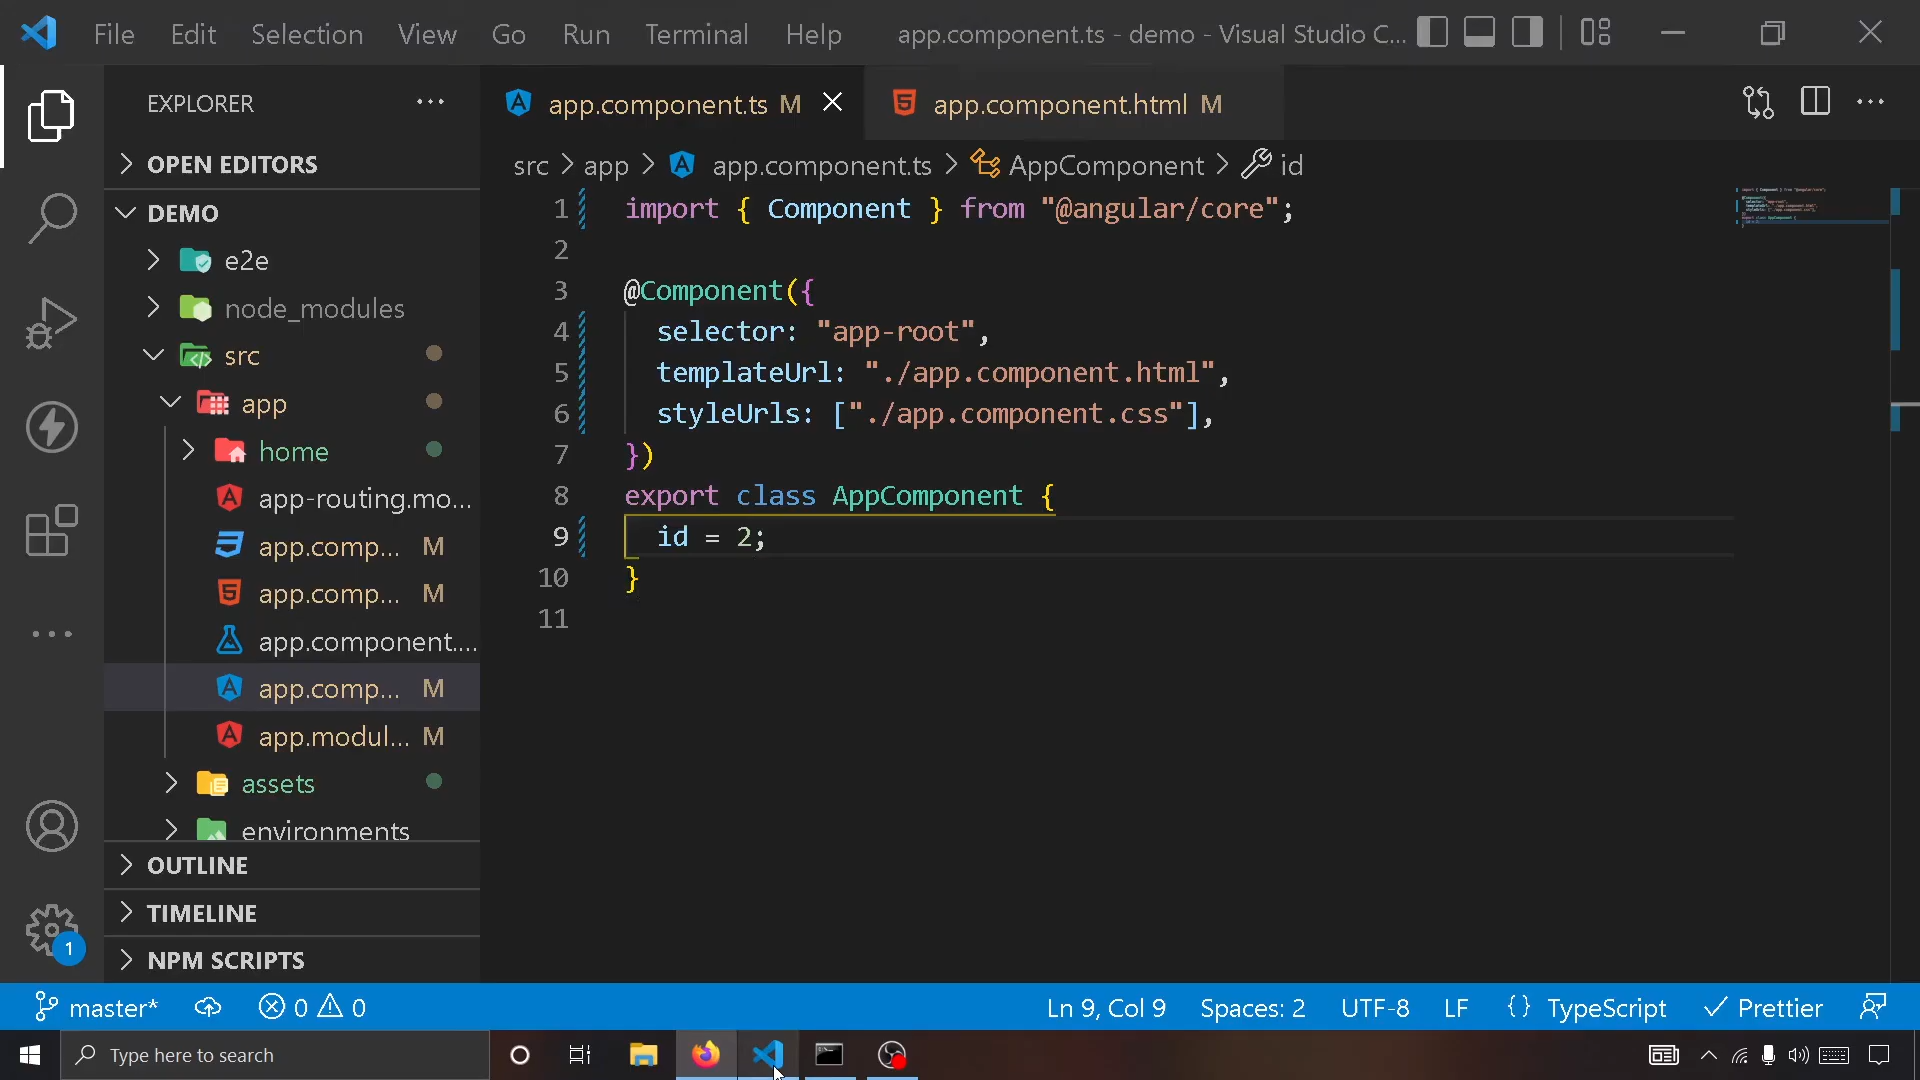 File Edit Selection View Go Run Terminal Help app.component.ts - demo - Visual Studio C...
EXPLORER
OPEN EDITORS
DEMO
e2e
node_modules
src
app
home
app-routing.mo...
app.comp... M
app.comp... M
app.component....
app.comp... M
app.modul... M
assets
environments
OUTLINE
TIMELINE
NPM SCRIPTS
1
app.component.ts M
app.component.html M
src > app > app.component.ts > AppComponent > id
1 import { Component } from "@angular/core";
2
3 @Component({
4 selector: "app-root",
5 templateUrl: "./app.component.html",
6 styleUrls: ["./app.component.css"],
7 })
8 export class AppComponent {
9 id = 2;
10 }
11
master* 0 0 Ln 9, Col 9 Spaces: 2 UTF-8 LF {} TypeScript Prettier
Type here to search